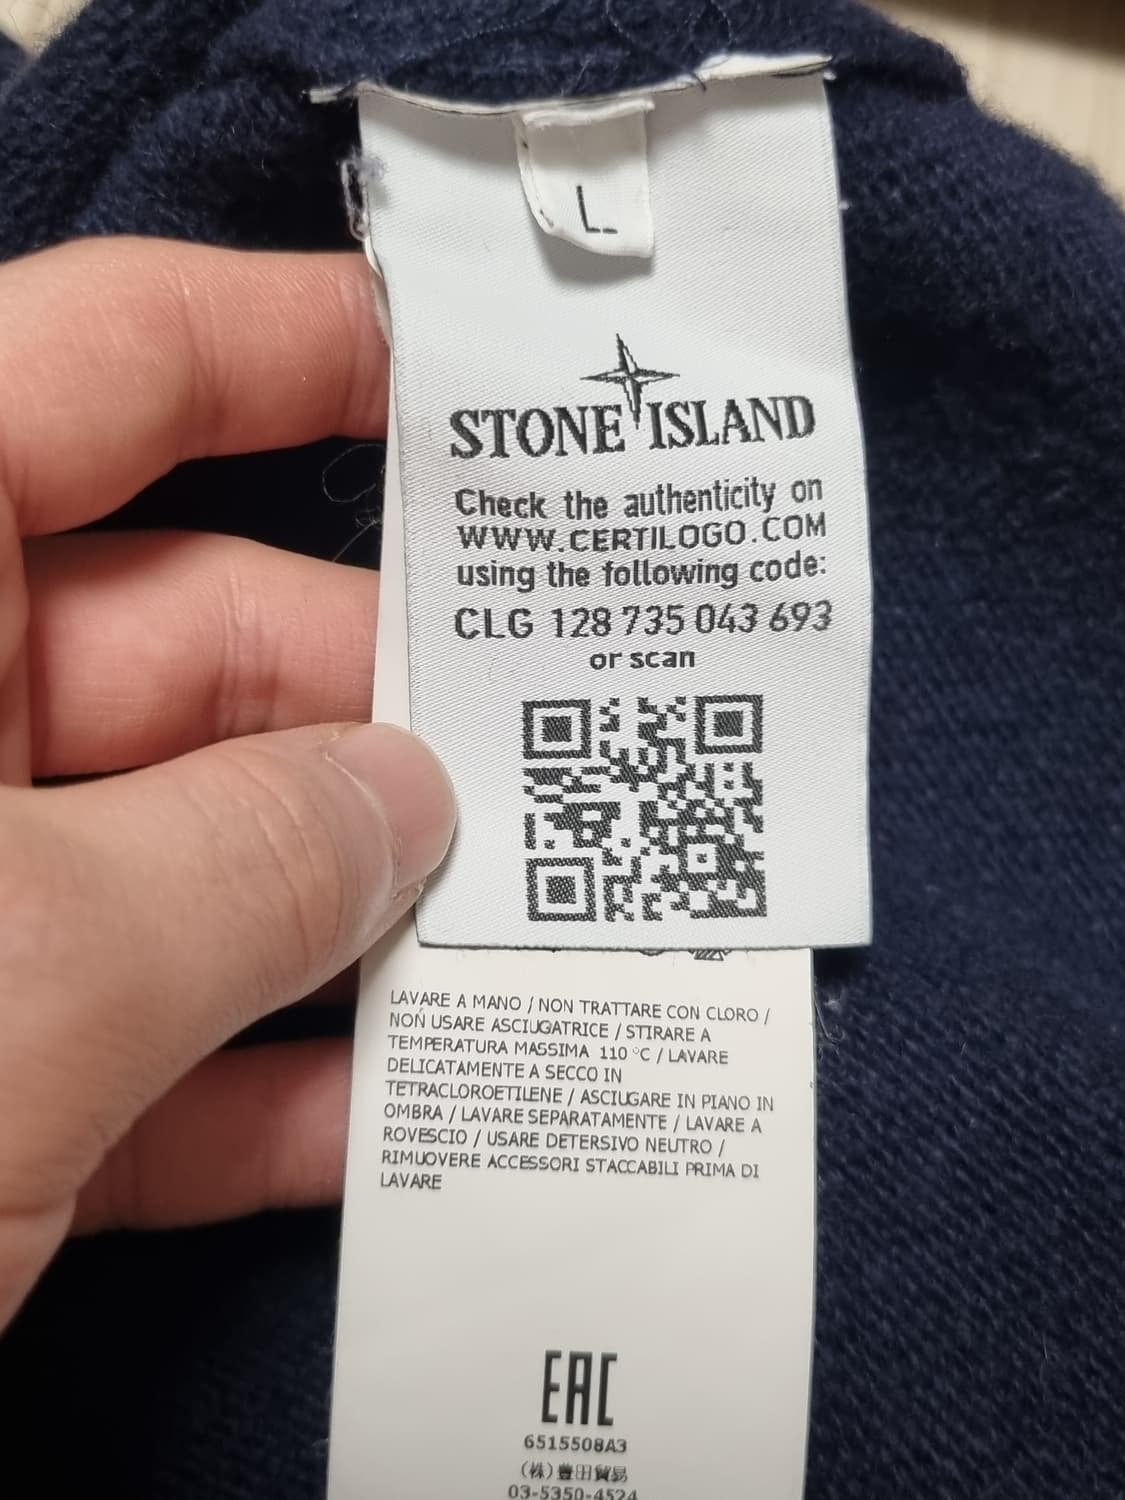 L
STONE ISLAND
Check the authenticity on
WWW.CERTILOGO.COM
using the following code:
CLG 128 735 043 693
or scan
LAVARE A MANO / NON TRATTARE CON CLORO /
NON USARE ASCIUGATRICE / STIRARE A
TEMPERATURA MASSIMA 110 °C / LAVARE
DELICATAMENTE A SECCO IN
TETRACLOROETILENE / ASCIUGARE IN PIANO IN
OMBRA / LAVARE SEPARATAMENTE / LAVARE A
ROVESCIO / USARE DETERSIVO NEUTRO /
RIMUOVERE ACCESSORI STACCABILI PRIMA DI
LAVARE
EAC
6515508A3
(株)豊田貿易
03-5350-4524